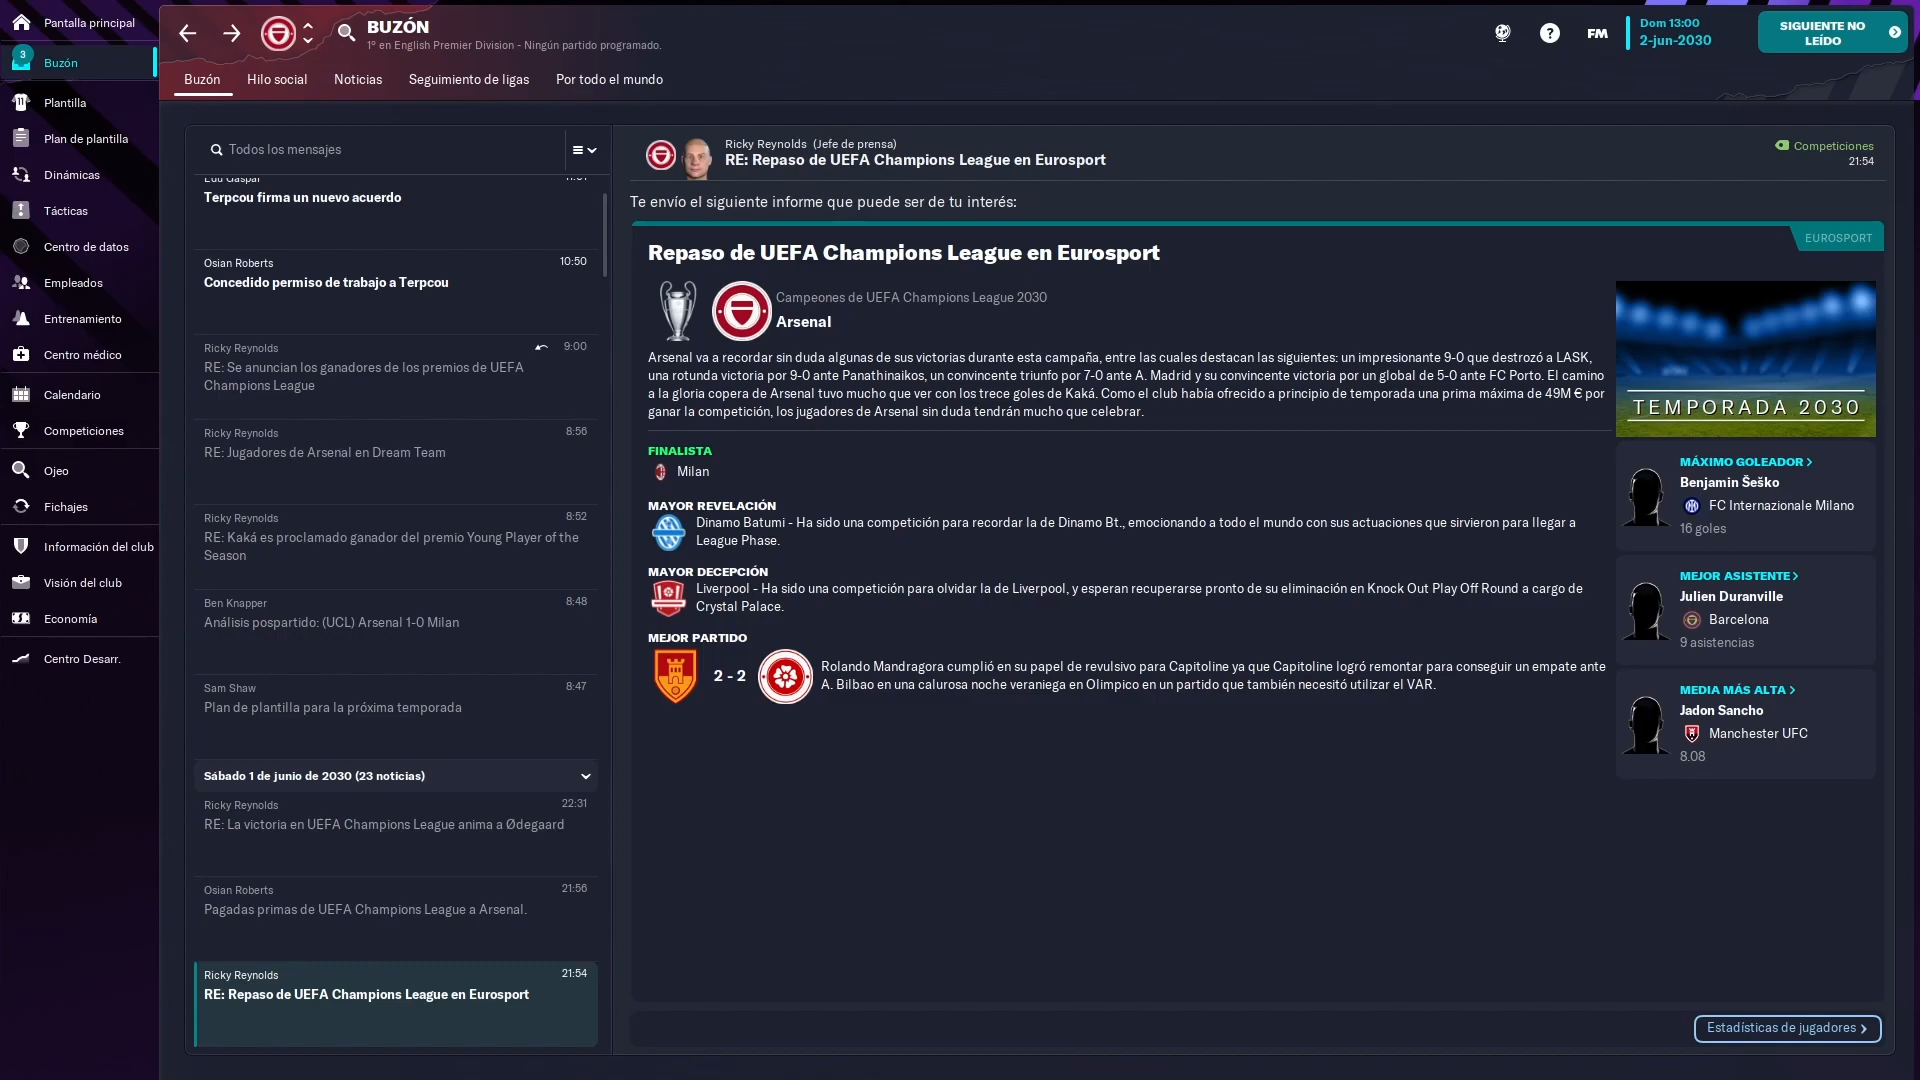 Pantalla principal
3
Buzón
Plantilla
Plan de plantilla
Dinámicas
Tácticas
Centro de datos
Empleados
Entrenamiento
Centro médico
Calendario
Competiciones
Ojeo
Fichajes
Información del club
Visión del club
Economía
Centro Desarr.
BUZÓN
1º en English Premier Division - Ningún partido programado.
FM
Dom 13:00
2-jun-2030
SIGUIENTE NO
LEÍDO
Buzón
Hilo social
Noticias
Seguimiento de ligas
Por todo el mundo
Todos los mensajes
Edu Gaspar
Terpcou firma un nuevo acuerdo
Osian Roberts 10:50
Concedido permiso de trabajo a Terpcou
Ricky Reynolds 9:00
RE: Se anuncian los ganadores de los premios de UEFA
Champions League
Ricky Reynolds 8:56
RE: Jugadores de Arsenal en Dream Team
Ricky Reynolds 8:52
RE: Kaká es proclamado ganador del premio Young Player of the
Season
Ben Knapper 8:48
Análisis pospartido: (UCL) Arsenal 1-0 Milan
Sam Shaw 8:47
Plan de plantilla para la próxima temporada
Sábado 1 de junio de 2030 (23 noticias)
Ricky Reynolds 22:31
RE: La victoria en UEFA Champions League anima a Ødegaard
Osian Roberts 21:56
Pagadas primas de UEFA Champions League a Arsenal.
Ricky Reynolds 21:54
RE: Repaso de UEFA Champions League en Eurosport
Ricky Reynolds (Jefe de prensa)
RE: Repaso de UEFA Champions League en Eurosport
Competiciones
21:54
Te envío el siguiente informe que puede ser de tu interés:
EUROSPORT
Repaso de UEFA Champions League en Eurosport
Campeones de UEFA Champions League 2030
Arsenal
Arsenal va a recordar sin duda algunas de sus victorias durante esta campaña, entre las cuales destacan las siguientes: un impresionante 9-0 que destrozó a LASK,
una rotunda victoria por 9-0 ante Panathinaikos, un convincente triunfo por 7-0 ante A. Madrid y su convincente victoria por un global de 5-0 ante FC Porto. El camino
a la gloria copera de Arsenal tuvo mucho que ver con los trece goles de Kaká. Como el club había ofrecido a principio de temporada una prima máxima de 49M € por
ganar la competición, los jugadores de Arsenal sin duda tendrán mucho que celebrar.
FINALISTA
Milan
MAYOR REVELACIÓN
Dinamo Batumi - Ha sido una competición para recordar la de Dinamo Bt., emocionando a todo el mundo con sus actuaciones que sirvieron para llegar a
League Phase.
MAYOR DECEPCIÓN
Liverpool - Ha sido una competición para olvidar la de Liverpool, y esperan recuperarse pronto de su eliminación en Knock Out Play Off Round a cargo de
Crystal Palace.
MEJOR PARTIDO
2 - 2
Rolando Mandragora cumplió en su papel de revulsivo para Capitoline ya que Capitoline logró remontar para conseguir un empate ante
A. Bilbao en una calurosa noche veraniega en Olimpico en un partido que también necesitó utilizar el VAR.
TEMPORADA 2030
MÁXIMO GOLEADOR
Benjamin Šeško
FC Internazionale Milano
16 goles
MEJOR ASISTENTE
Julien Duranville
Barcelona
9 asistencias
MEDIA MÁS ALTA
Jadon Sancho
Manchester UFC
8.08
Estadísticas de jugadores